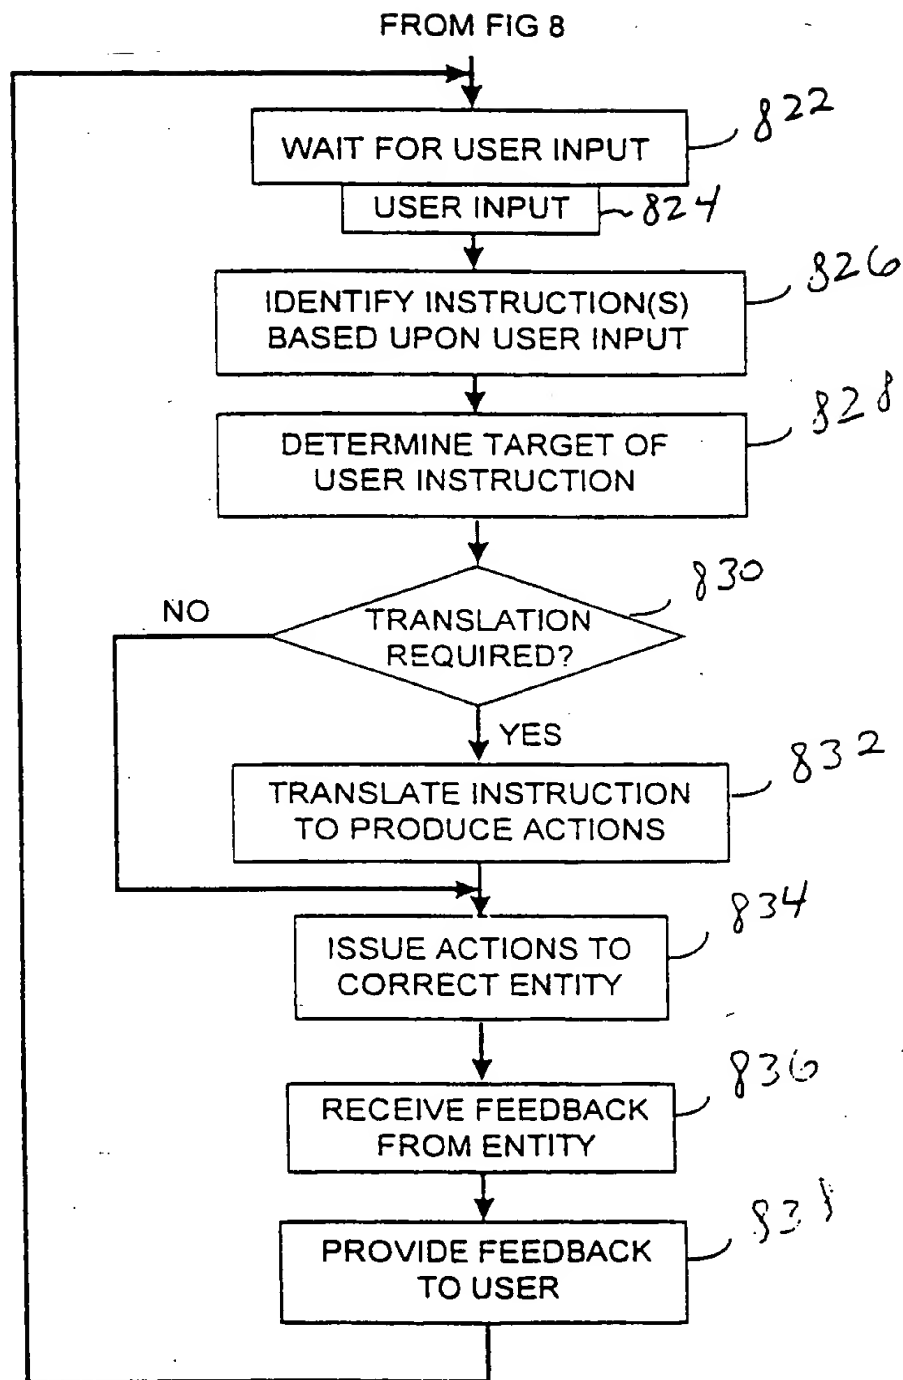 FROM FIG 8
WAIT FOR USER INPUT
822
USER INPUT
824
IDENTIFY INSTRUCTION(S)
BASED UPON USER INPUT
826
DETERMINE TARGET OF
USER INSTRUCTION
828
TRANSLATION
REQUIRED?
830
NO
YES
TRANSLATE INSTRUCTION
TO PRODUCE ACTIONS
832
ISSUE ACTIONS TO
CORRECT ENTITY
834
RECEIVE FEEDBACK
FROM ENTITY
836
PROVIDE FEEDBACK
TO USER